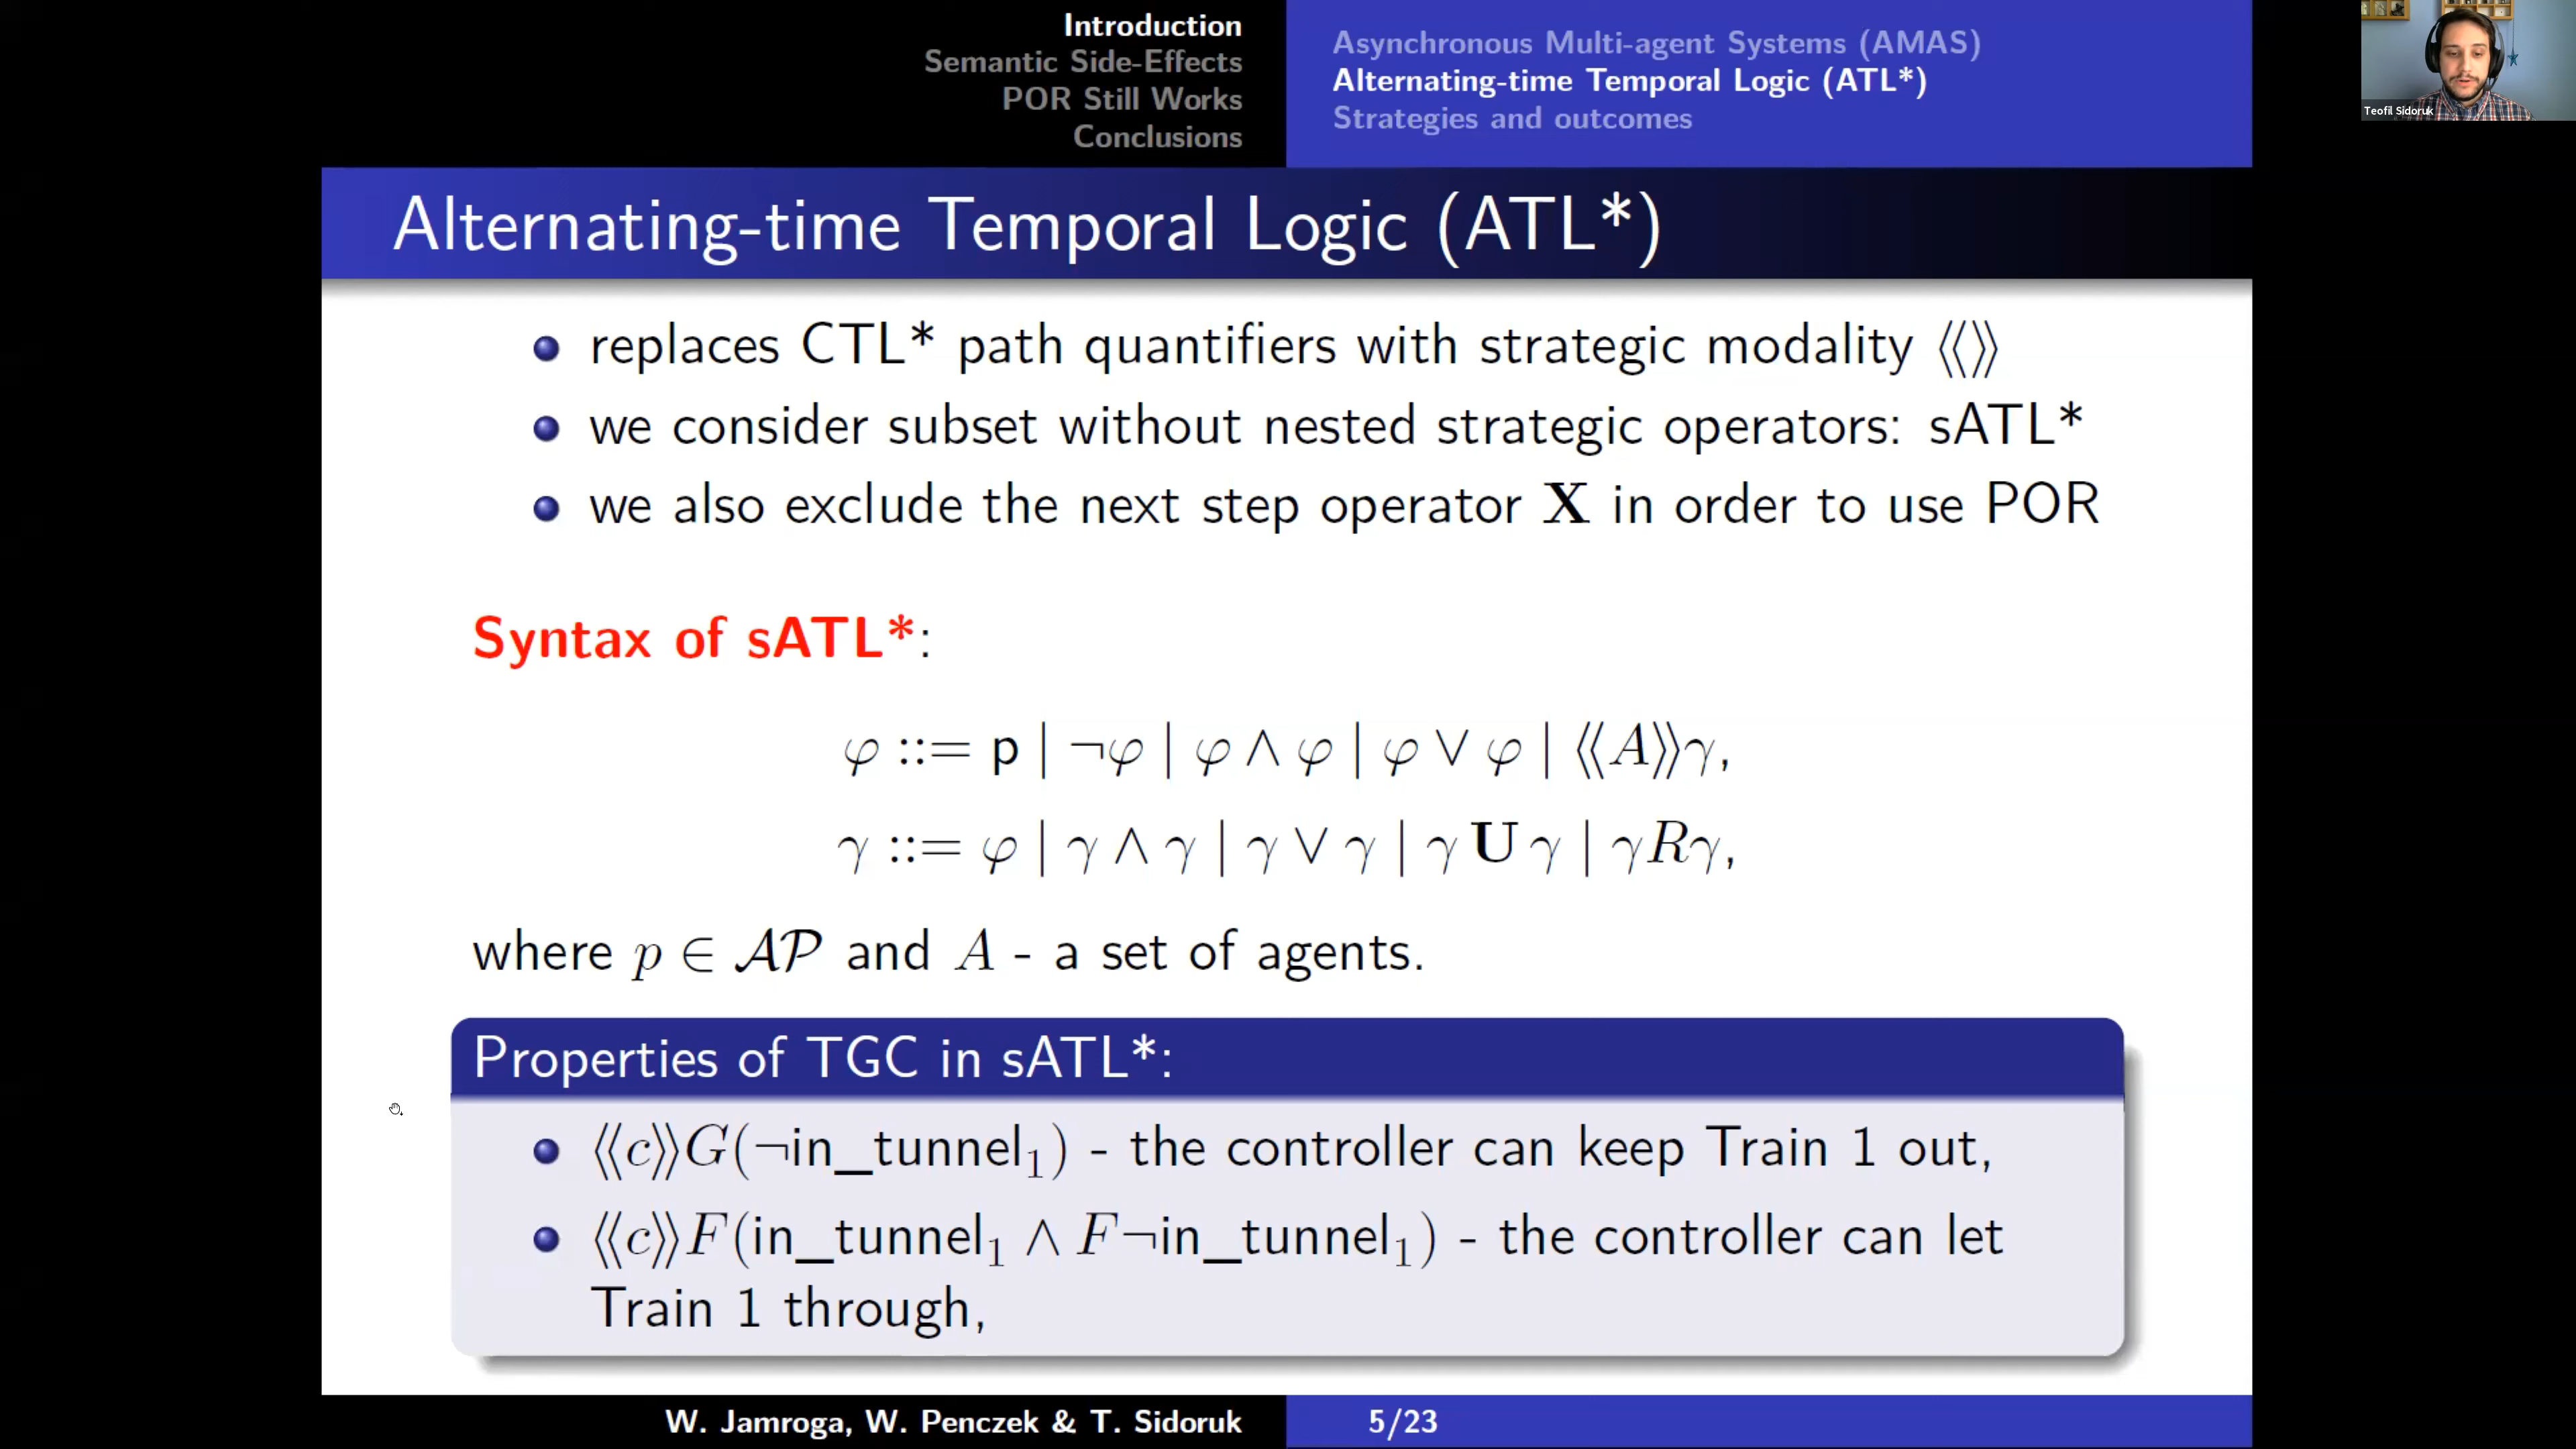 Introduction
Semantic Side-Effects
POR Still Works
Conclusions
Asynchronous Multi-agent Systems (AMAS)
Alternating-time Temporal Logic (ATL*)
Strategies and outcomes
Teofil Sidoruk
Alternating-time Temporal Logic (ATL*)
replaces CTL* path quantifiers with strategic modality ⟨⟨⟩⟩
we consider subset without nested strategic operators: sATL*
we also exclude the next step operator X in order to use POR
Syntax of sATL*:
φ ::= p | ¬φ | φ ∧ φ | φ ∨ φ | ⟨⟨A⟩⟩γ,
γ ::= φ | γ ∧ γ | γ ∨ γ | γ U γ | γRγ,
where p ∈ AP and A - a set of agents.
Properties of TGC in sATL*:
⟨⟨c⟩⟩G(¬in_tunnel₁) - the controller can keep Train 1 out,
⟨⟨c⟩⟩F(in_tunnel₁ ∧ F¬in_tunnel₁) - the controller can let
Train 1 through,
W. Jamroga, W. Penczek & T. Sidoruk
5/23